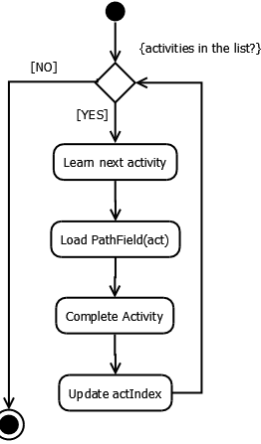 {activities in the list?}
[NO]
[YES]
Learn next activity
Load PathField(act)
Complete Activity
Update actIndex